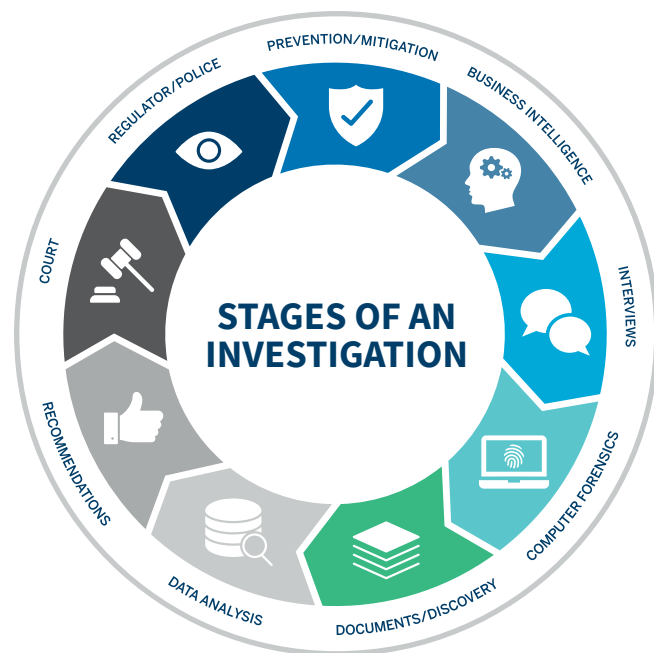 PREVENTION/MITIGATION
BUSINESS INTELLIGENCE
INTERVIEWS
COMPUTER FORENSICS
DOCUMENTS/DISCOVERY
DATA ANALYSIS
RECOMMENDATIONS
COURT
REGULATOR/POLICE
STAGES OF AN
INVESTIGATION